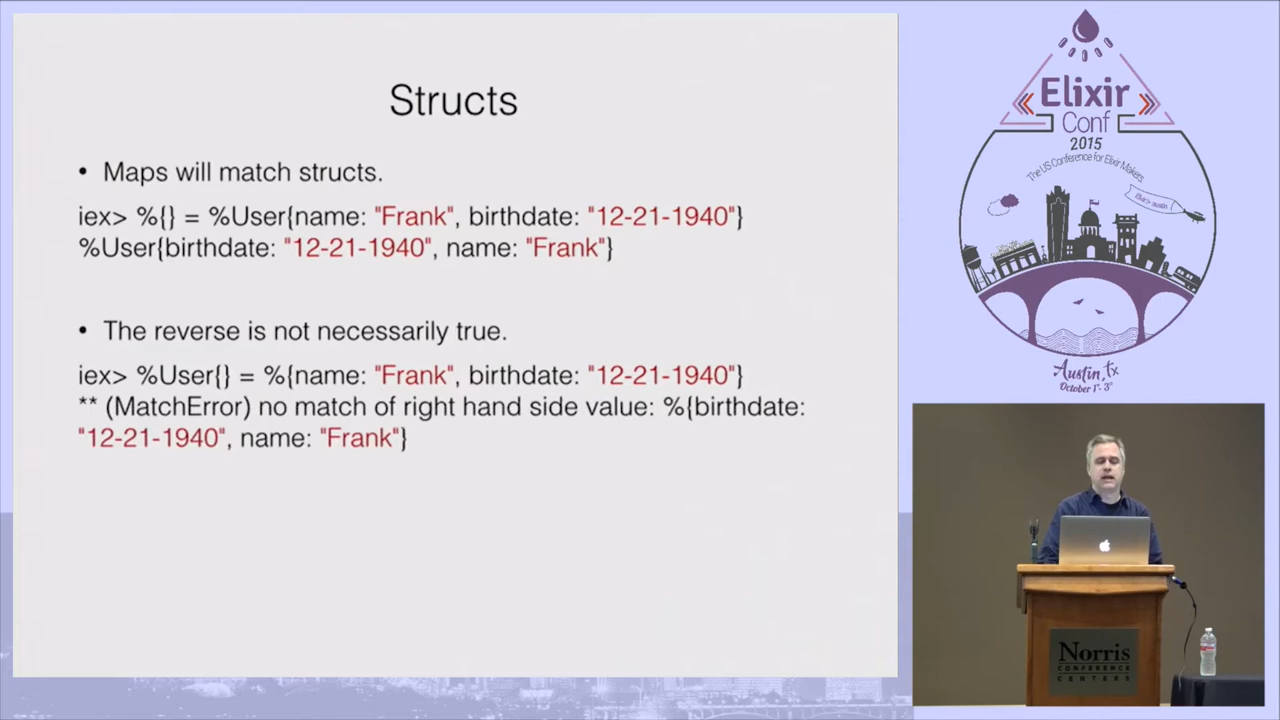 Structs
• Maps will match structs.
iex> %{} = %User{name: "Frank", birthdate: "12-21-1940"}
%User{birthdate: "12-21-1940", name: "Frank"}
• The reverse is not necessarily true.
iex> %User{} = %{name: "Frank", birthdate: "12-21-1940"}
** (MatchError) no match of right hand side value: %{birthdate:
"12-21-1940", name: "Frank"}
Elixir
Conf
2015
The US Conference for Elixir Makers
Austin, Tx
October 1st - 3rd
Norris
CONFERENCE
CENTERS